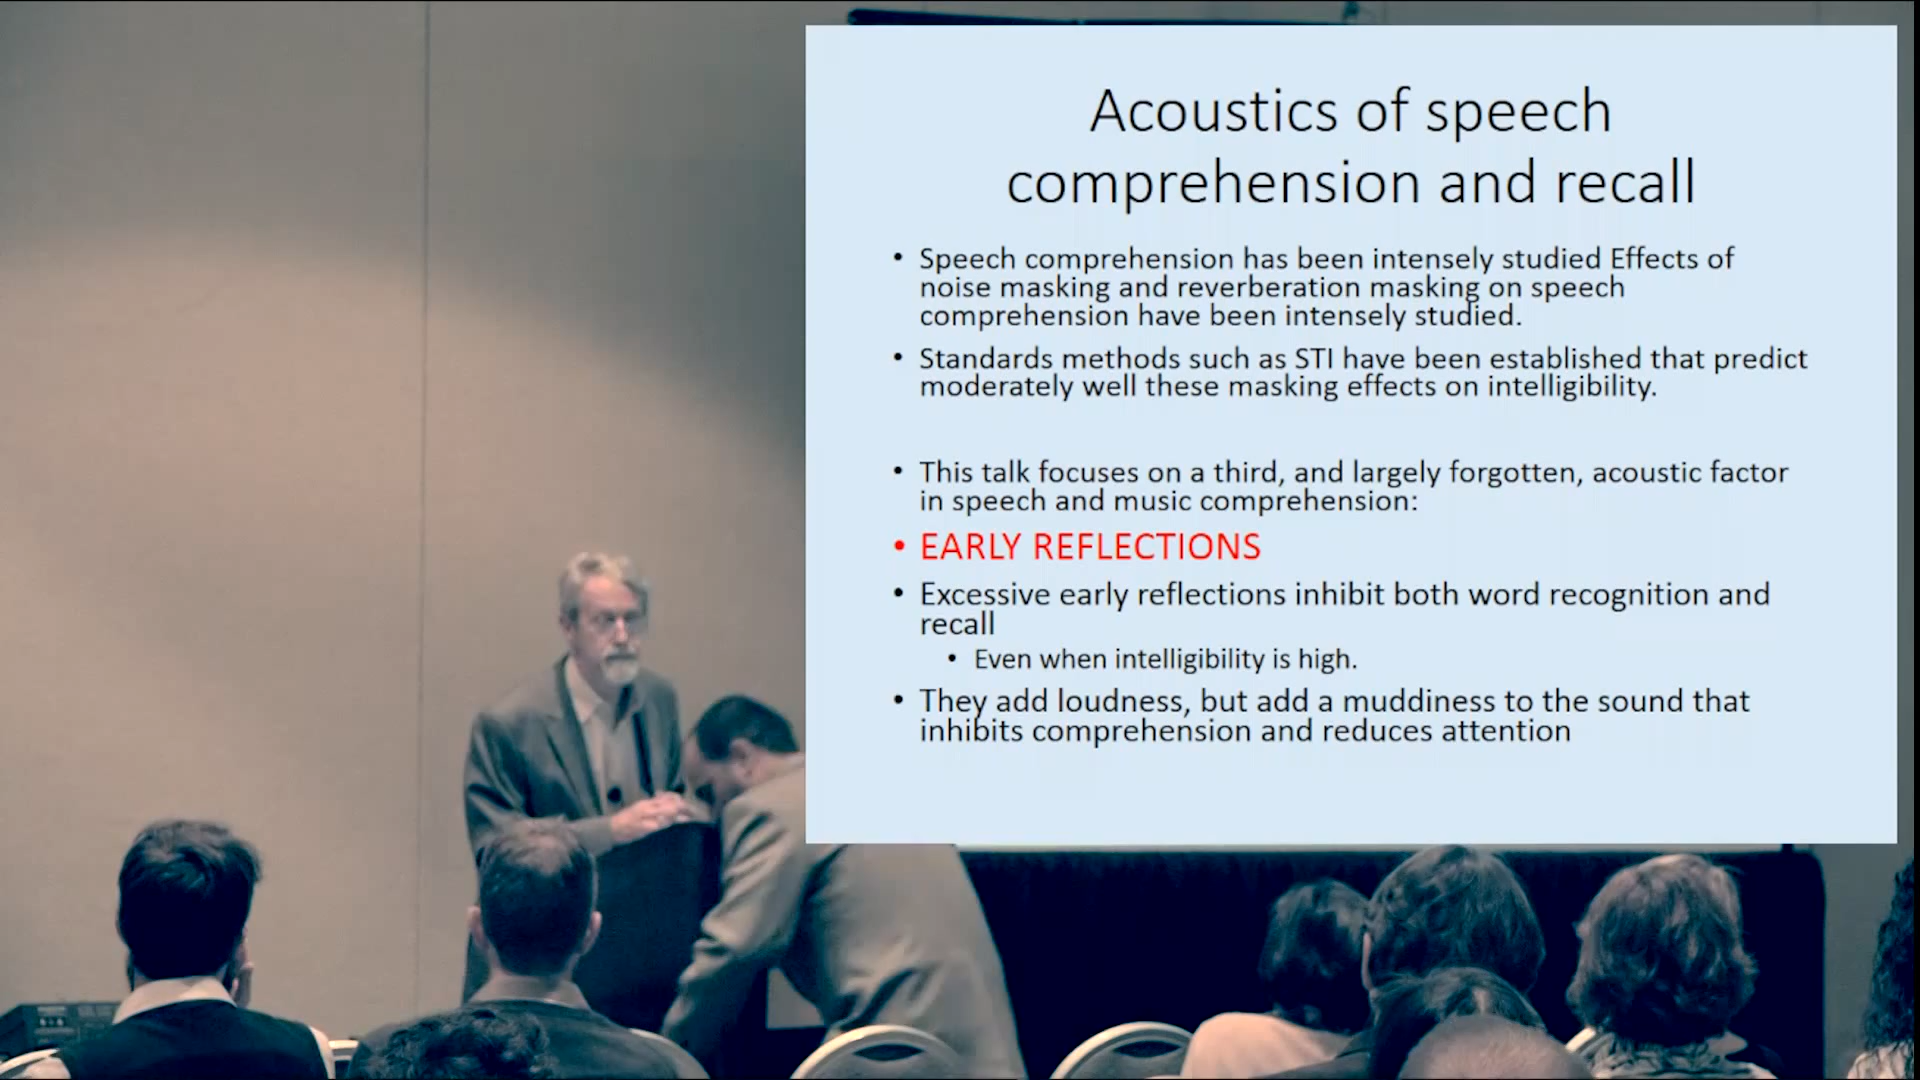 Acoustics of speech
comprehension and recall
• Speech comprehension has been intensely studied Effects of
noise masking and reverberation masking on speech
comprehension have been intensely studied.
• Standards methods such as STI have been established that predict
moderately well these masking effects on intelligibility.
• This talk focuses on a third, and largely forgotten, acoustic factor
in speech and music comprehension:
• EARLY REFLECTIONS
• Excessive early reflections inhibit both word recognition and
recall
• Even when intelligibility is high.
• They add loudness, but add a muddiness to the sound that
inhibits comprehension and reduces attention